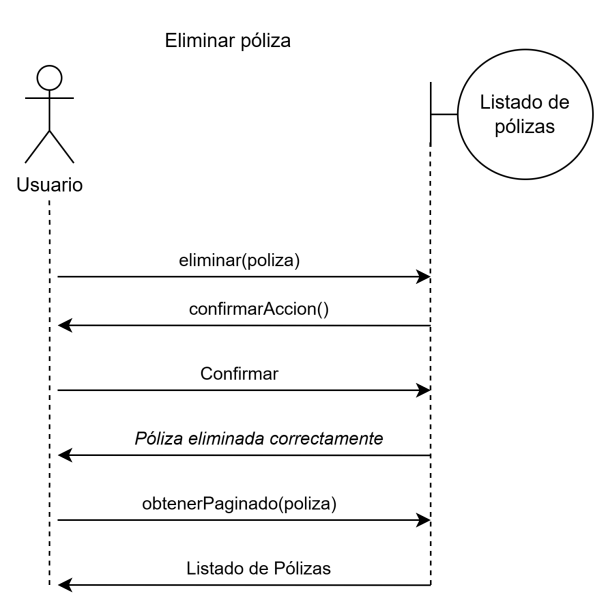 Eliminar póliza
Listado de
pólizas
Usuario
eliminar(poliza)
confirmarAccion()
Confirmar
Póliza eliminada correctamente
obtenerPaginado(poliza)
Listado de Pólizas